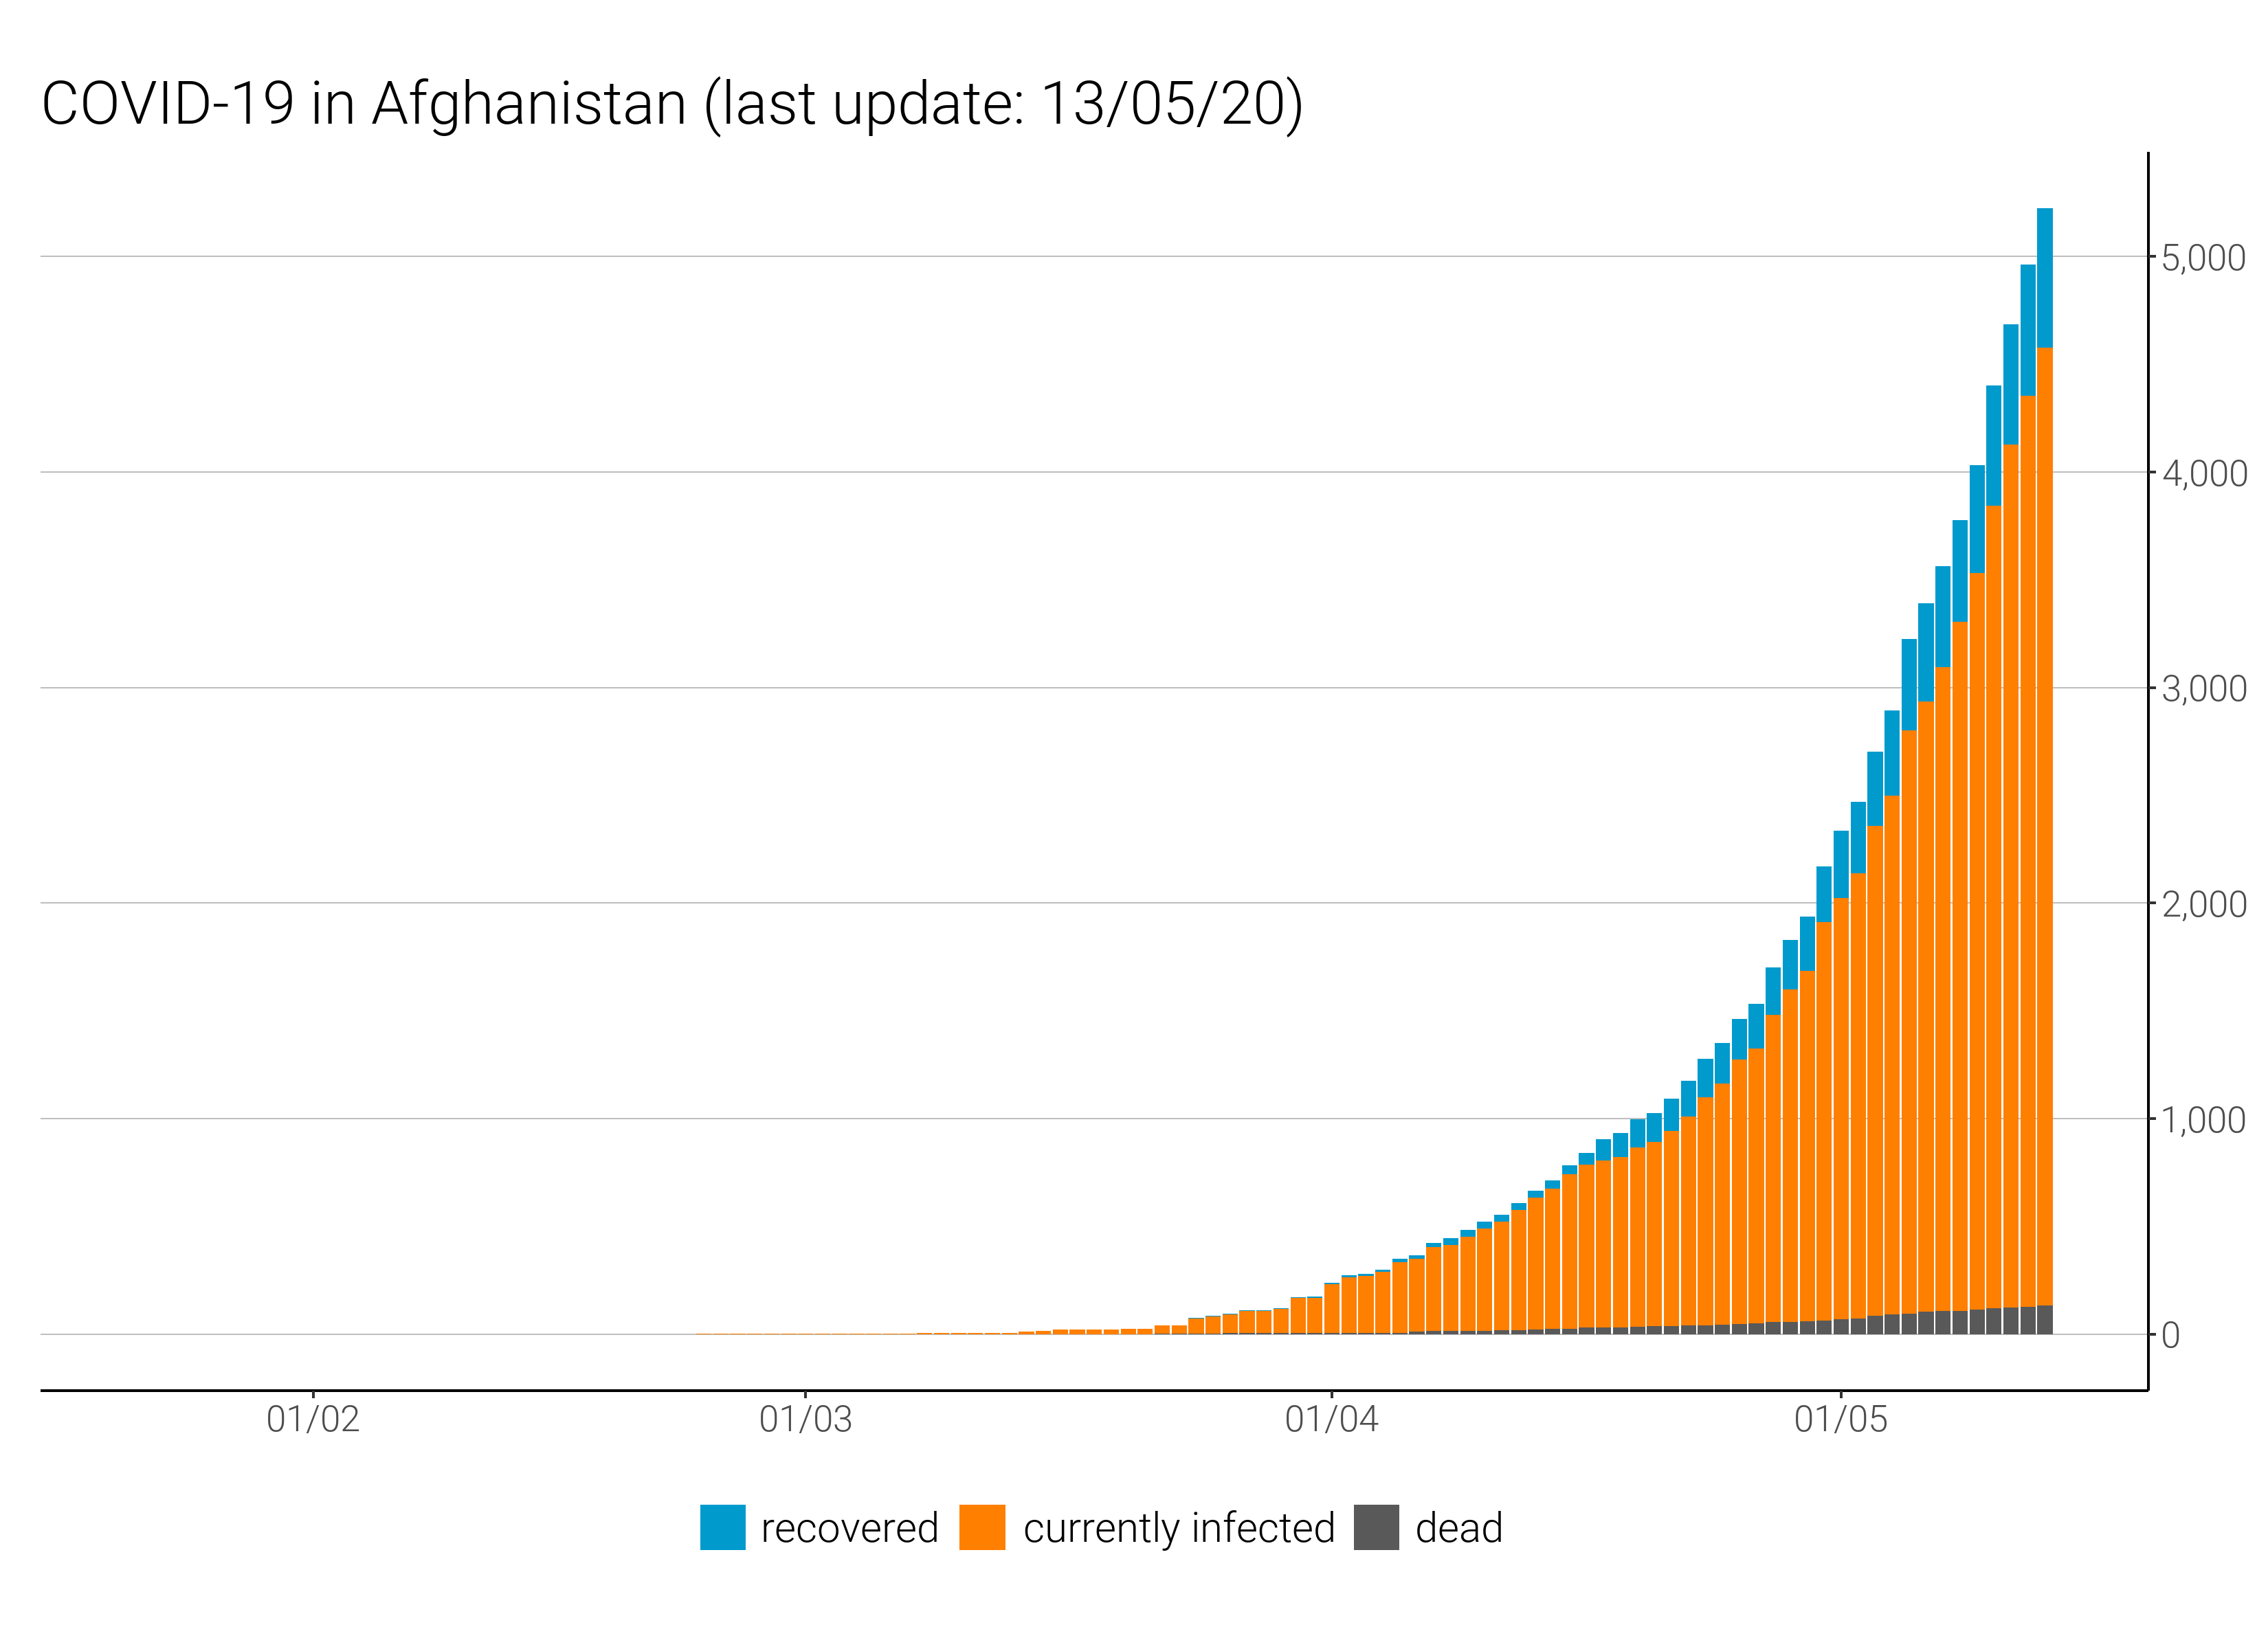 COVID-19 in Afghanistan (last update: 13/05/20)
5,000
4,000
3,000
2,000
1,000
0
01/02 01/03 01/04 01/05
recovered currently infected dead